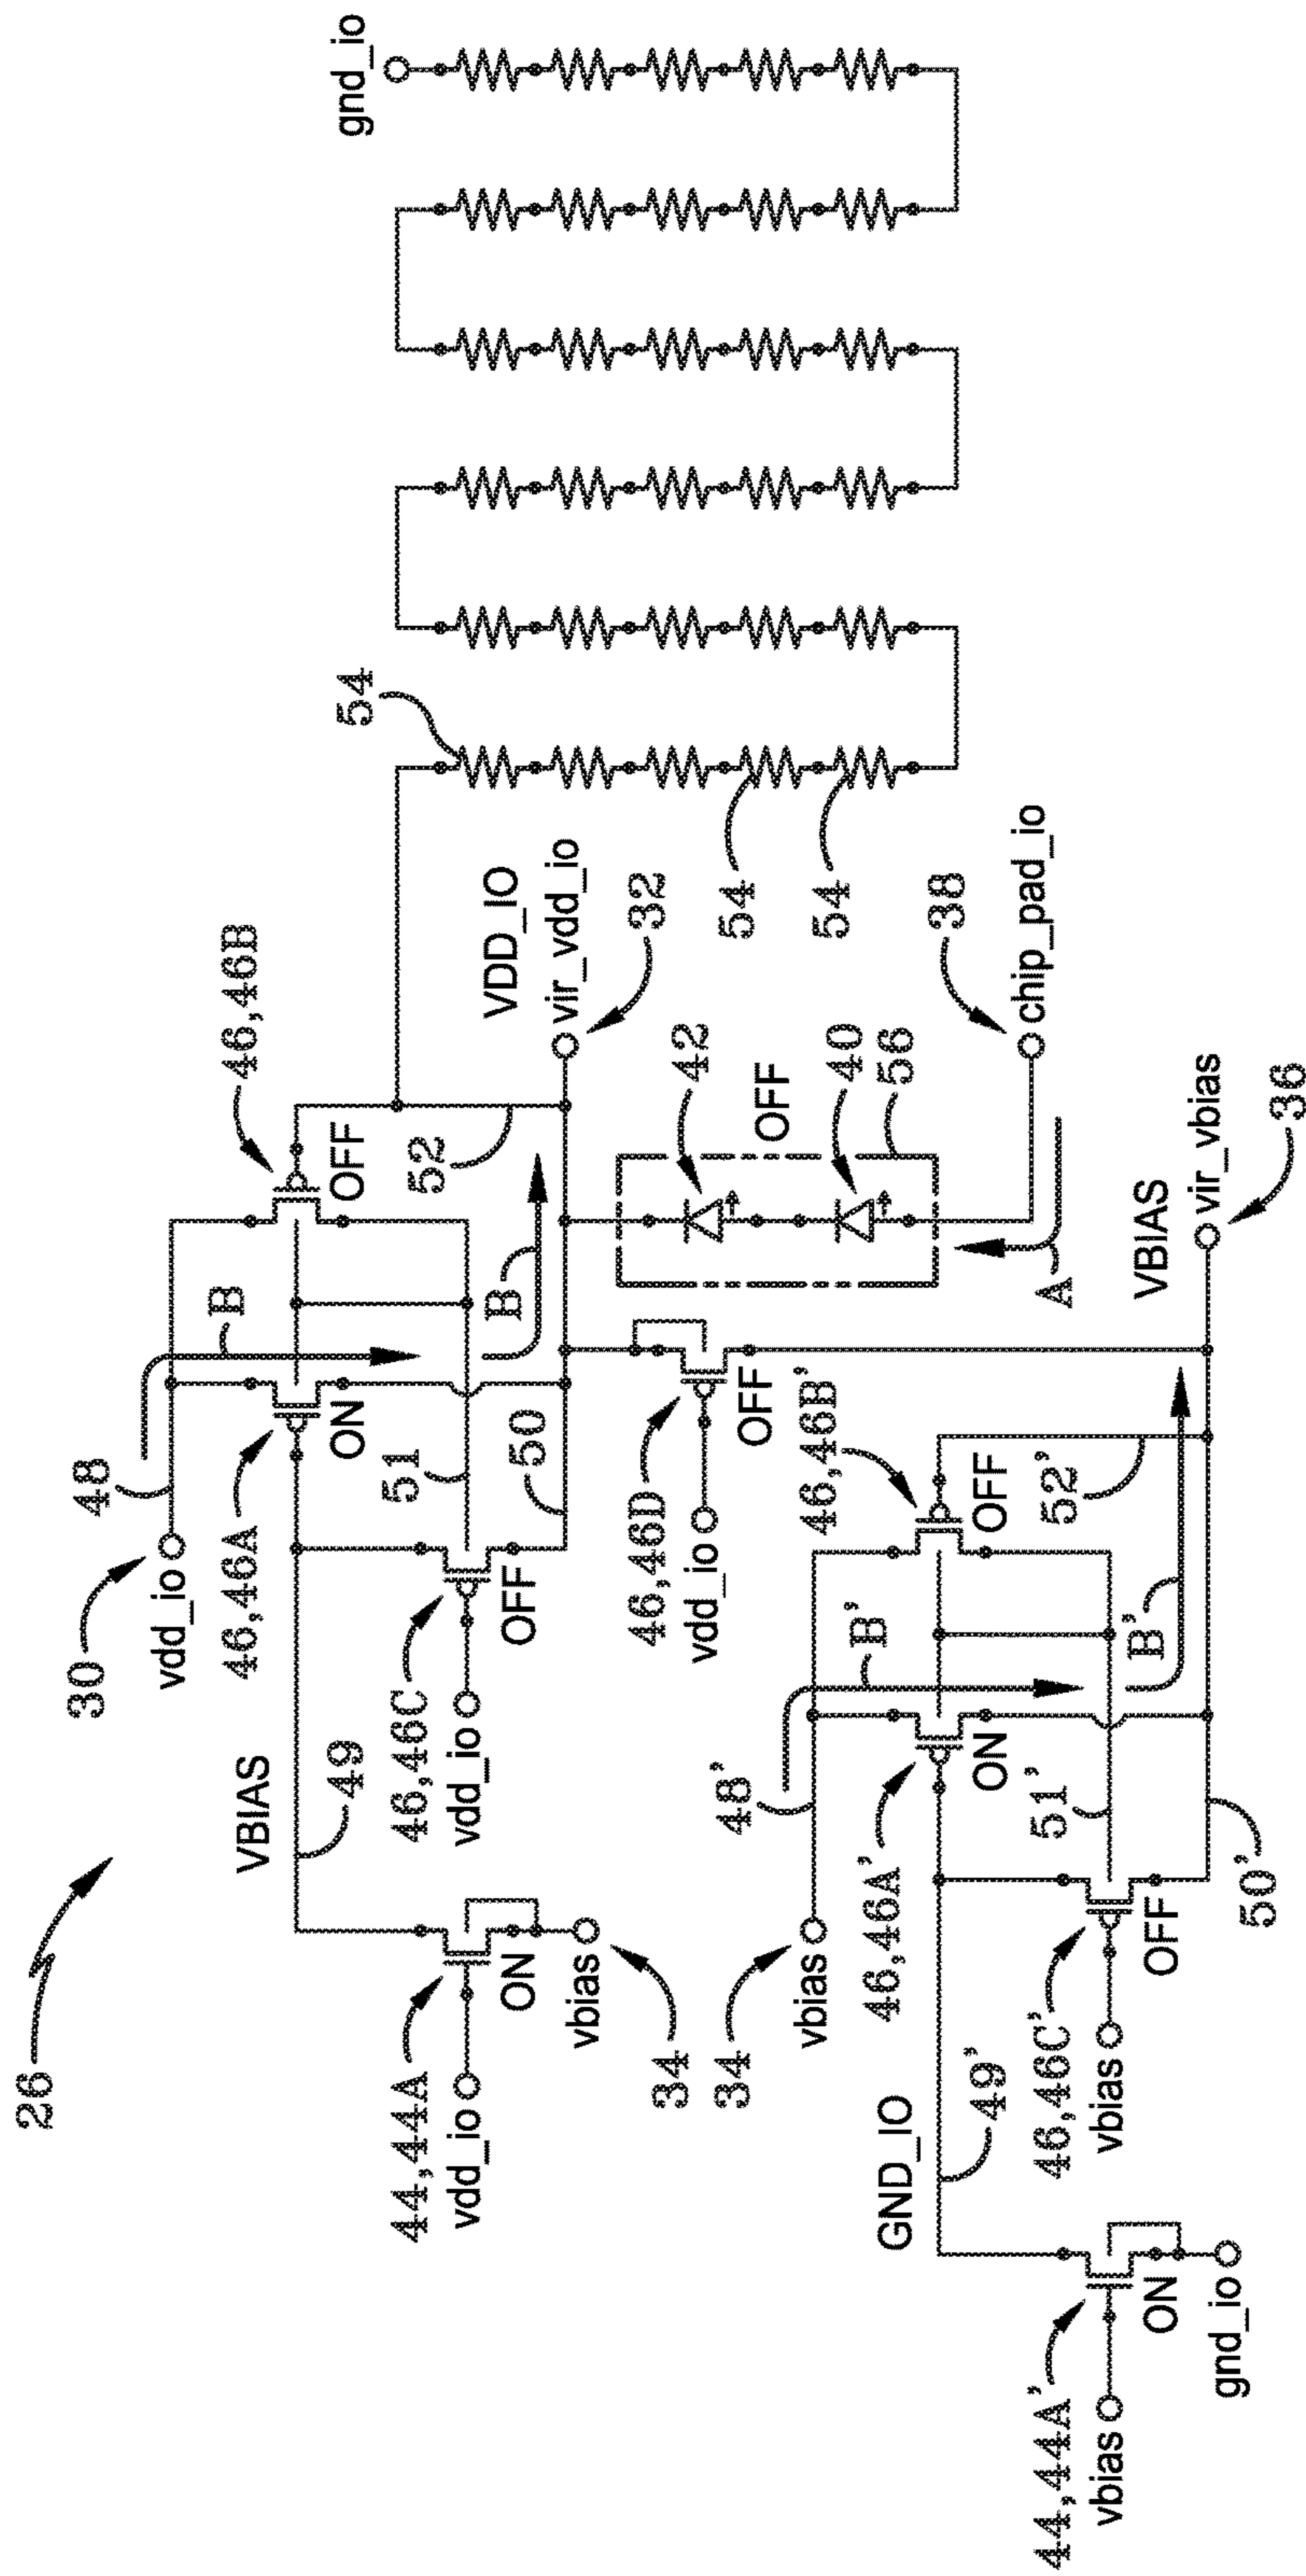 26
30
vdd_io
48
46,46A
ON
B
46,46B
OFF
gnd_io
VBIAS
49
44,44A
vdd_io
ON
vbias
34
46,46C
vdd_io
OFF
51
50
B
52
VDD_IO
vir_vdd_io
32
54
54
54
46,46D
vdd_io
OFF
42
OFF
40
56
38
chip_pad_io
A
34
vbias
48'
46,46A'
ON
B'
46,46B'
OFF
52'
GND_IO
49'
44,44A'
vbias
ON
gnd_io
46,46C'
vbias
OFF
51'
50'
B'
VBIAS
vir_vbias
36